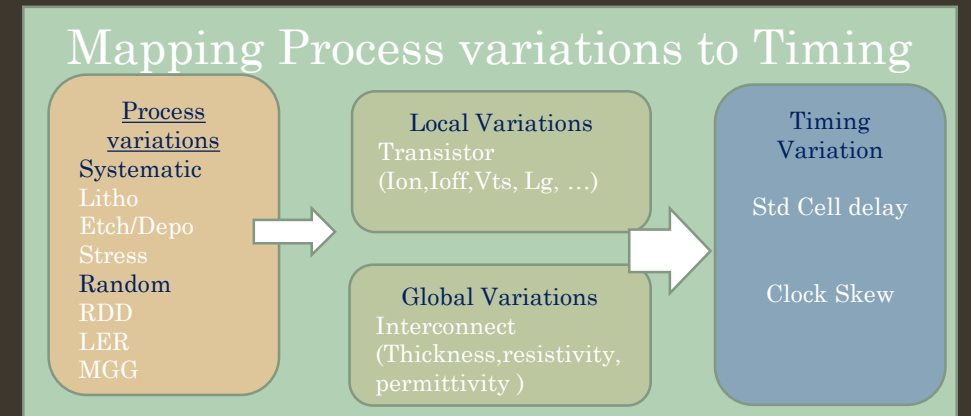 Mapping Process variations to Timing
Process
variations
Systematic
Litho
Etch/Depo
Stress
Random
RDD
LER
MGG
Local Variations
Transistor
(Ion,Ioff,Vts, Lg, …)
Global Variations
Interconnect
(Thickness,resistivity,
permittivity )
Timing
Variation
Std Cell delay
Clock Skew